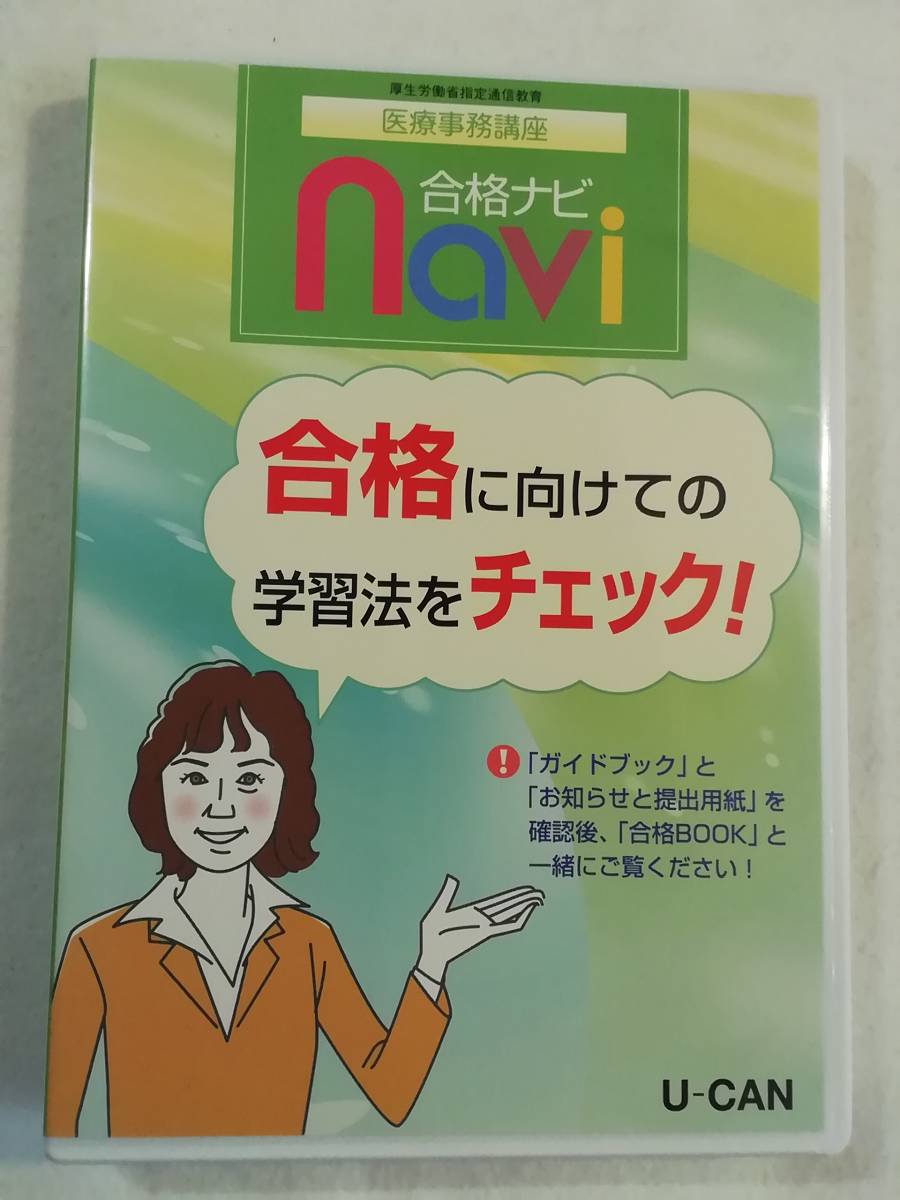 厚生労働省指定通信教育
医療事務講座
合格ナビ
navi
合格に向けての
学習法をチェック!
!「ガイドブック」と
「お知らせと提出用紙」を
確認後、「合格BOOK」と
一緒にご覧ください!
U-CAN